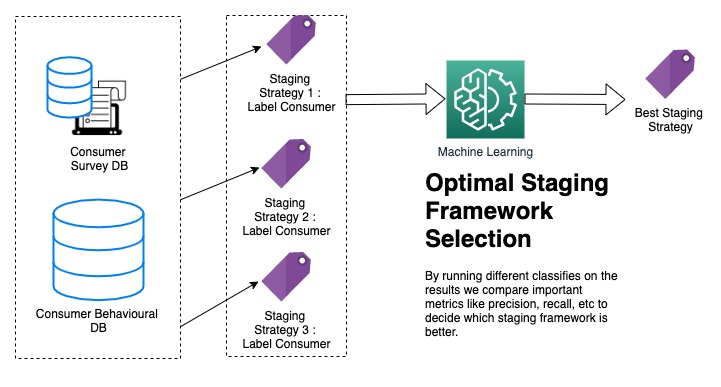 Consumer
Survey DB
Consumer Behavioural
DB
Staging
Strategy 1 :
Label Consumer
Staging
Strategy 2 :
Label Consumer
Staging
Strategy 3 :
Label Consumer
Machine Learning
Best Staging
Strategy
Optimal Staging
Framework
Selection
By running different classifies on the
results we compare important
metrics like precision, recall, etc to
decide which staging framework is
better.